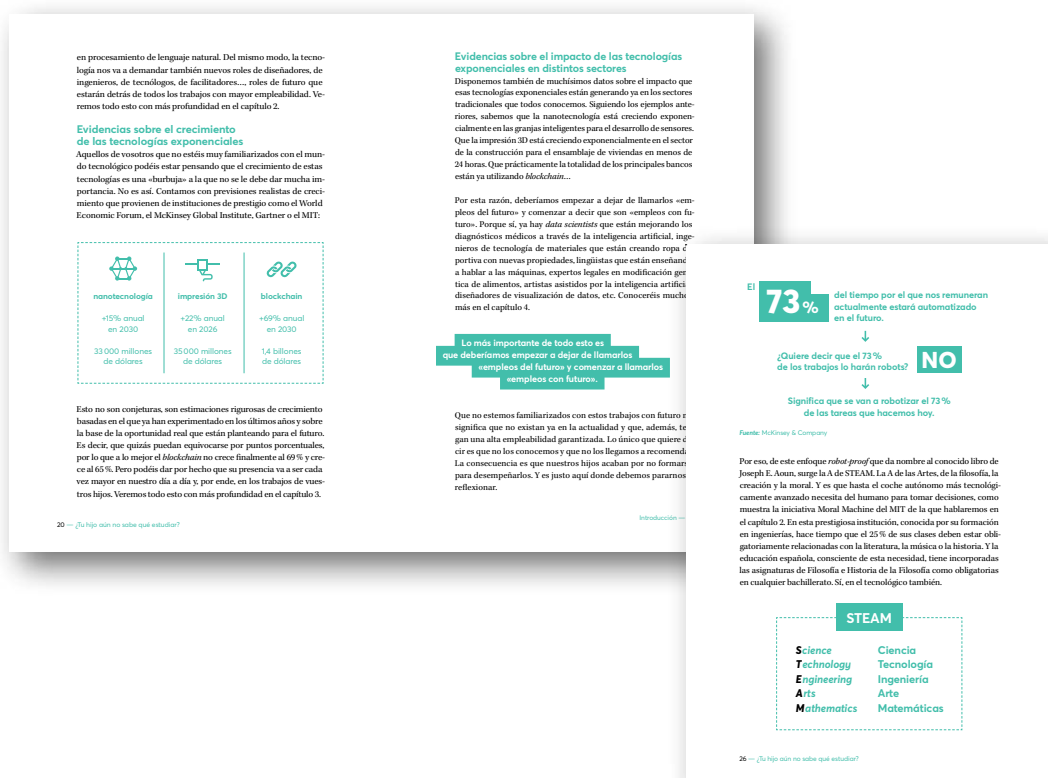 en procesamiento de lenguaje natural. Del mismo modo, la tecno-
logía nos va a demandar también nuevos roles de diseñadores, de
ingenieros, de tecnólogos, de facilitadores..., roles de futuro que
estarán detrás de todos los trabajos con mayor empleabilidad. Ve-
remos todo esto con más profundidad en el capítulo 2.
Evidencias sobre el crecimiento
de las tecnologías exponenciales
Aquellos de vosotros que no estéis muy familiarizados con el mun-
do tecnológico podéis estar pensando que el crecimiento de estas
tecnologías es una «burbuja» a la que no se le debe dar mucha im-
portancia. No es así. Contamos con previsiones realistas de creci-
miento que provienen de instituciones de prestigio como el World
Economic Forum, el McKinsey Global Institute, Gartner o el MIT:
nanotecnología
+15% anual
en 2030
33 000 millones
de dólares
impresión 3D
+22% anual
en 2026
35 000 millones
de dólares
blockchain
+69% anual
en 2030
1,4 billones
de dólares
Esto no son conjeturas, son estimaciones rigurosas de crecimiento
basadas en el que ya han experimentado en los últimos años y sobre
la base de la oportunidad real que están planteando para el futuro.
Es decir, que quizás puedan equivocarse por puntos porcentuales,
por lo que a lo mejor el blockchain no crece finalmente al 69 % y cre-
ce al 65 %. Pero podéis dar por hecho que su presencia va a ser cada
vez mayor en nuestro día a día y, por ende, en los trabajos de vues-
tros hijos. Veremos todo esto con más profundidad en el capítulo 3.
20 — ¿Tu hijo aún no sabe qué estudiar?
Evidencias sobre el impacto de las tecnologías
exponenciales en distintos sectores
Disponemos también de muchísimos datos sobre el impacto que
esas tecnologías exponenciales están generando ya en los sectores
tradicionales que todos conocemos. Siguiendo los ejemplos ante-
riores, sabemos que la nanotecnología está creciendo exponen-
cialmente en las granjas inteligentes para el desarrollo de sensores.
Que la impresión 3D está creciendo exponencialmente en el sector
de la construcción para el ensamblaje de viviendas en menos de
24 horas. Que prácticamente la totalidad de los principales bancos
están ya utilizando blockchain...
Por esta razón, deberíamos empezar a dejar de llamarlos «em-
pleos del futuro» y comenzar a decir que son «empleos con fu-
turo». Porque sí, ya hay data scientists que están mejorando los
diagnósticos médicos a través de la inteligencia artificial, inge-
nieros de tecnología de materiales que están creando ropa
portiva con nuevas propiedades, lingüistas que están
a hablar a las máquinas, expertos legales en modificación
tica de alimentos, artistas asistidos por la inteligencia
diseñadores de visualización de datos, etc. Conoceréis
más en el capítulo 4.
Lo más importante de todo esto es
que deberíamos empezar a dejar de llamarlos
«empleos del futuro» y comenzar a llamarlos
«empleos con futuro».
Que no estemos familiarizados con estos trabajos con futuro
significa que no existan ya en la actualidad y que, además,
gan una alta empleabilidad garantizada. Lo único que quiere
cir es que no los conocemos y que no los llegamos a
La consecuencia es que nuestros hijos acaban por no
para desempeñarlos. Y es justo aquí donde debemos pararnos
reflexionar.
Introducción —
El 73% del tiempo por el que nos remuneran
actualmente estará automatizado
en el futuro.
¿Quiere decir que el 73 %
de los trabajos lo harán robots?
NO
Significa que se van a robotizar el 73 %
de las tareas que hacemos hoy.
Fuente: McKinsey & Company
Por eso, de este enfoque robot-proof que da nombre al conocido libro de
Joseph E. Aoun, surge la A de STEAM. La A de las Artes, de la filosofía, la
creación y la moral. Y es que hasta el coche autónomo más tecnológi-
camente avanzado necesita del humano para tomar decisiones, como
muestra la iniciativa Moral Machine del MIT de la que hablaremos en
el capítulo 2. En esta prestigiosa institución, conocida por su formación
en ingenierías, hace tiempo que el 25 % de sus clases deben estar obli-
gatoriamente relacionadas con la literatura, la música o la historia. Y la
educación española, consciente de esta necesidad, tiene incorporadas
las asignaturas de Filosofía e Historia de la Filosofía como obligatorias
en cualquier bachillerato. Sí, en el tecnológico también.
STEAM
Science Ciencia
Technology Tecnología
Engineering Ingeniería
Arts Arte
Mathematics Matemáticas
26 — ¿Tu hijo aún no sabe qué estudiar?